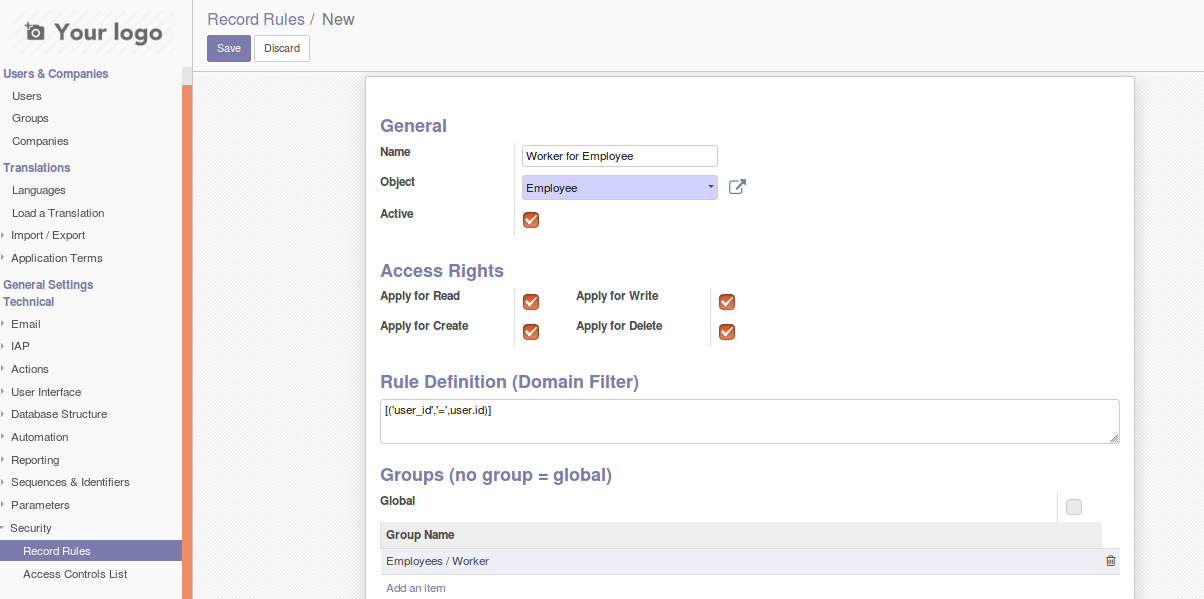 Your logo
Users & Companies
Users
Groups
Companies
Translations
Languages
Load a Translation
Import / Export
Application Terms
General Settings
Technical
Email
IAP
Actions
User Interface
Database Structure
Automation
Reporting
Sequences & Identifiers
Parameters
Security
Record Rules
Access Controls List
Record Rules / New
Save Discard
General
Name Worker for Employee
Object Employee
Active
Access Rights
Apply for Read Apply for Write
Apply for Create Apply for Delete
Rule Definition (Domain Filter)
[('user_id','=',user.id)]
Groups (no group = global)
Global
Group Name
Employees / Worker
Add an item